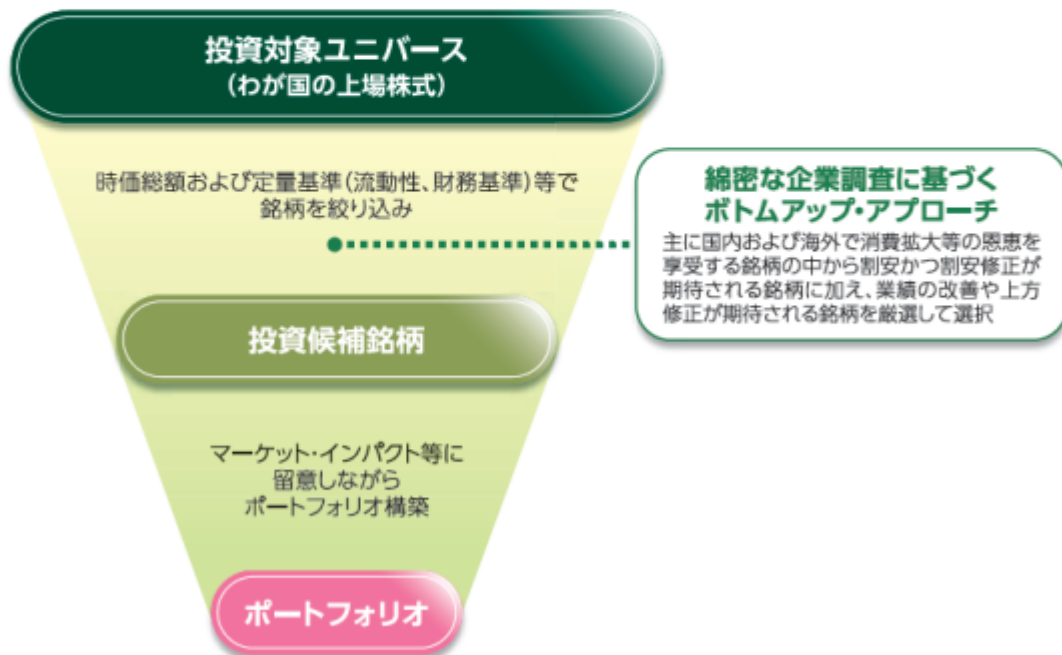 投資対象ユニバース
(わが国の上場株式)
時価総額および定量基準(流動性、財務基準)等で
銘柄を絞り込み
綿密な企業調査に基づく
ボトムアップ・アプローチ
主に国内および海外で消費拡大等の恩恵を
享受する銘柄の中から割安かつ割安修正が
期待される銘柄に加え、業績の改善や上方
修正が期待される銘柄を厳選して選択
投資候補銘柄
マーケット・インパクト等に
留意しながら
ポートフォリオ構築
ポートフォリオ